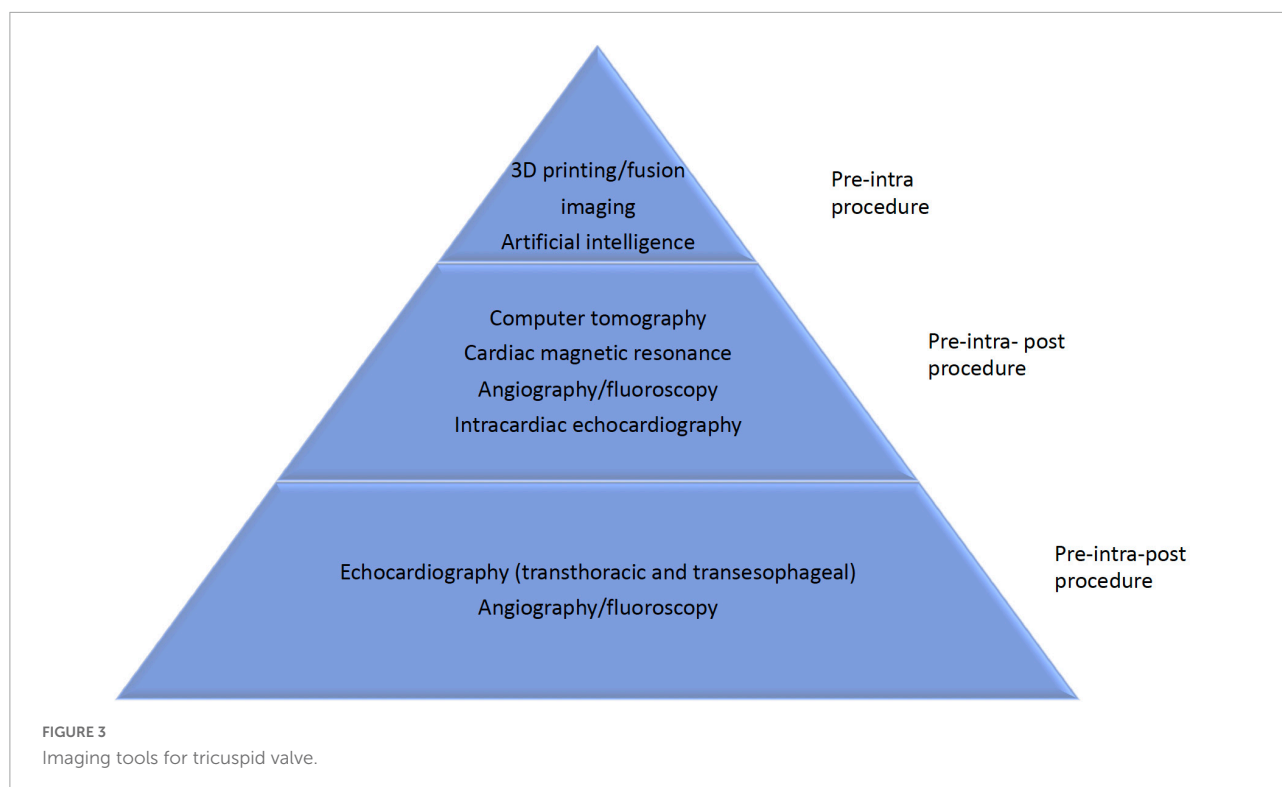 3D printing/fusion
imaging
Artificial intelligence
Pre-intra
procedure
Computer tomography
Cardiac magnetic resonance
Angiography/fluoroscopy
Intracardiac echocardiography
Pre-intra- post
procedure
Echocardiography (transthoracic and transesophageal)
Angiography/fluoroscopy
Pre-intra-post
procedure
FIGURE 3
Imaging tools for tricuspid valve.